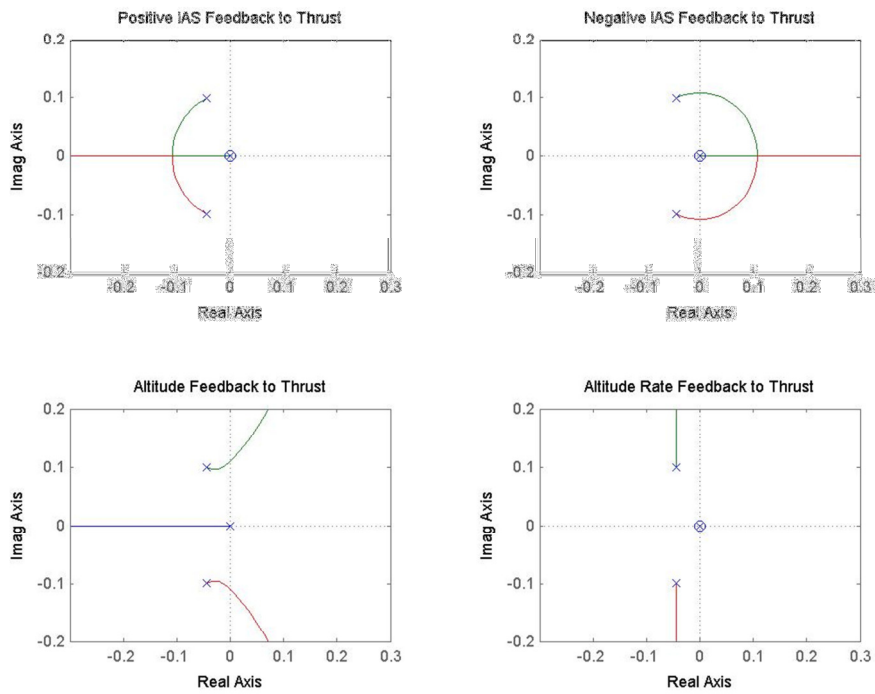 Positive IAS Feedback to Thrust
0.2
0.1
0
-0.1
-0.2
Imag Axis
-0.2 -0.1 0 0.1 0.2 0.3
Real Axis
Negative IAS Feedback to Thrust
0.2
0.1
0
-0.1
-0.2
Imag Axis
-0.2 -0.1 0 0.1 0.2 0.3
Real Axis
Altitude Feedback to Thrust
0.2
0.1
0
-0.1
-0.2
Imag Axis
-0.2 -0.1 0 0.1 0.2 0.3
Real Axis
Altitude Rate Feedback to Thrust
0.2
0.1
0
-0.1
-0.2
Imag Axis
-0.2 -0.1 0 0.1 0.2 0.3
Real Axis